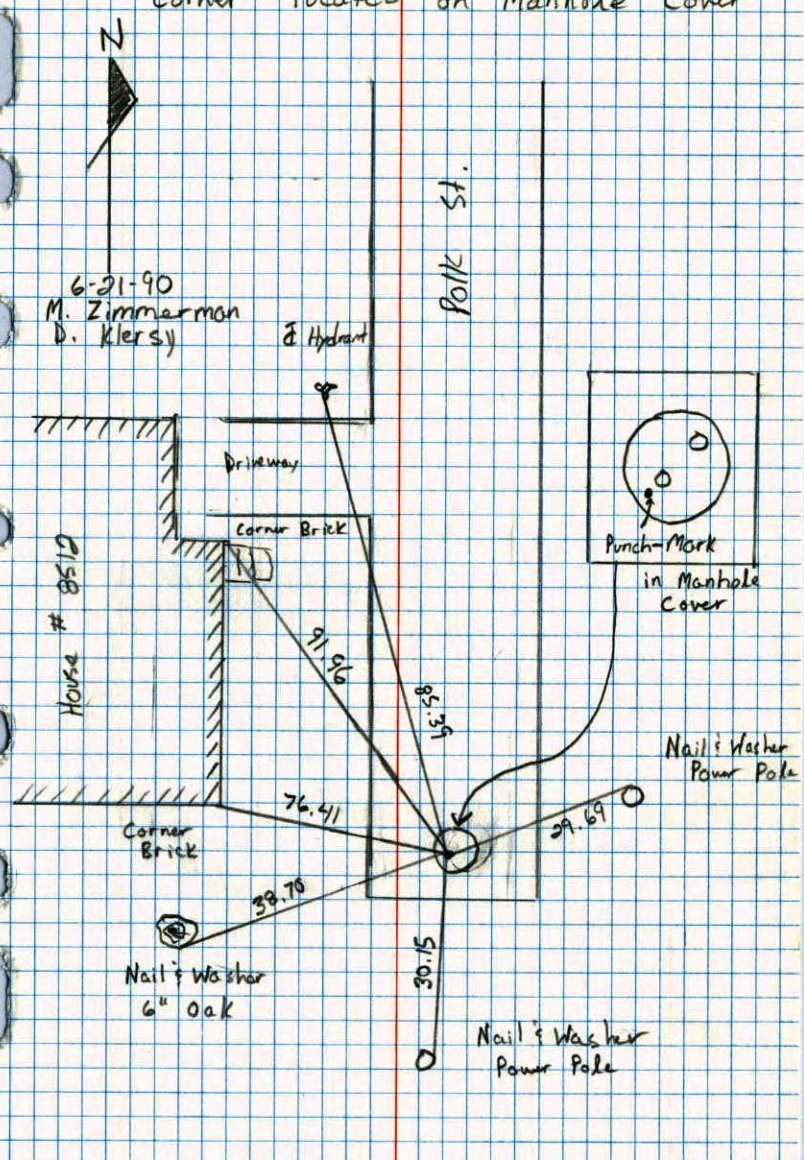 Corner located on Manhole Cover
N
6-21-90
M. Zimmerman
D. Klersy
Polk St.
Hydrant
Driveway
Corner Brick
House # 8512
91.96
85.39
Punch-Mark
in Manhole
Cover
Nail & Washer
Power Pole
29.69
76.41
Corner
Brick
38.70
Nail & Washer
6" Oak
30.15
Nail & Washer
Power Pole